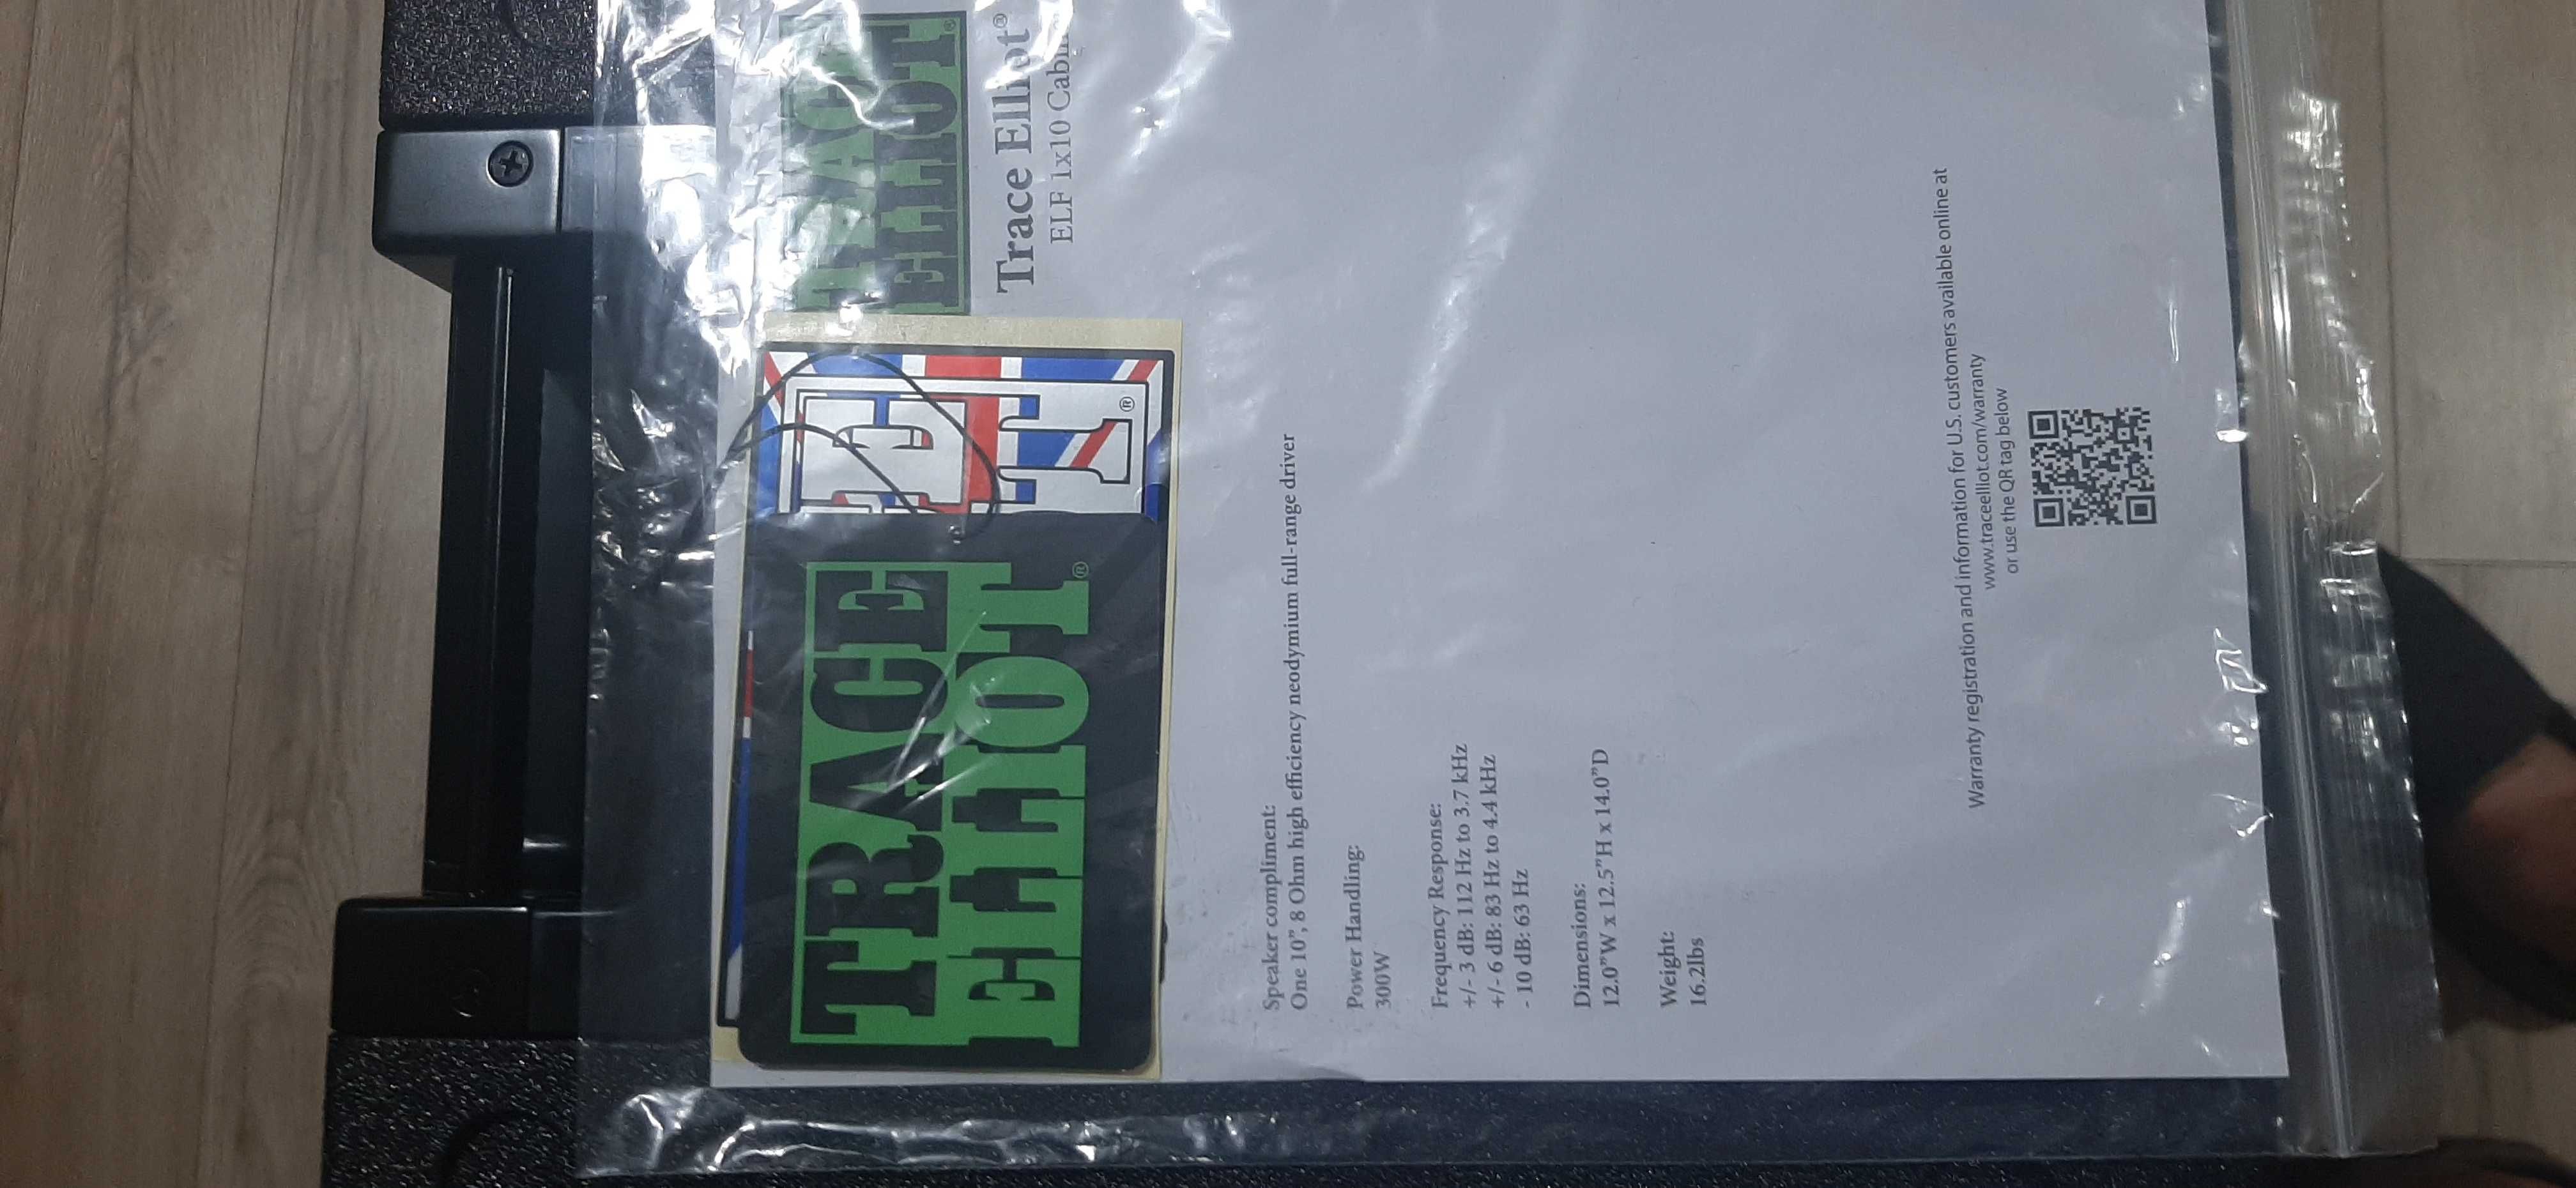 TRACE
ELLIOT®
Trace Elliot®
ELF 1x10
E
T®
TRACE
ELLIOT®
Speaker compliment:
One 10", 8 Ohm high efficiency neodymium full-range driver
Power Handling:
300W
Frequency Response:
+/- 3 dB: 112 Hz to 3.7 kHz
+/- 6 dB: 83 Hz to 4.4 kHz
- 10 dB: 63 Hz
Dimensions:
12.0"W x 12.5"H x 14.0"D
Weight:
16.2lbs
Warranty registration and information for U.S. customers available online at
www.traceelliot.com/warranty
or use the QR tag below